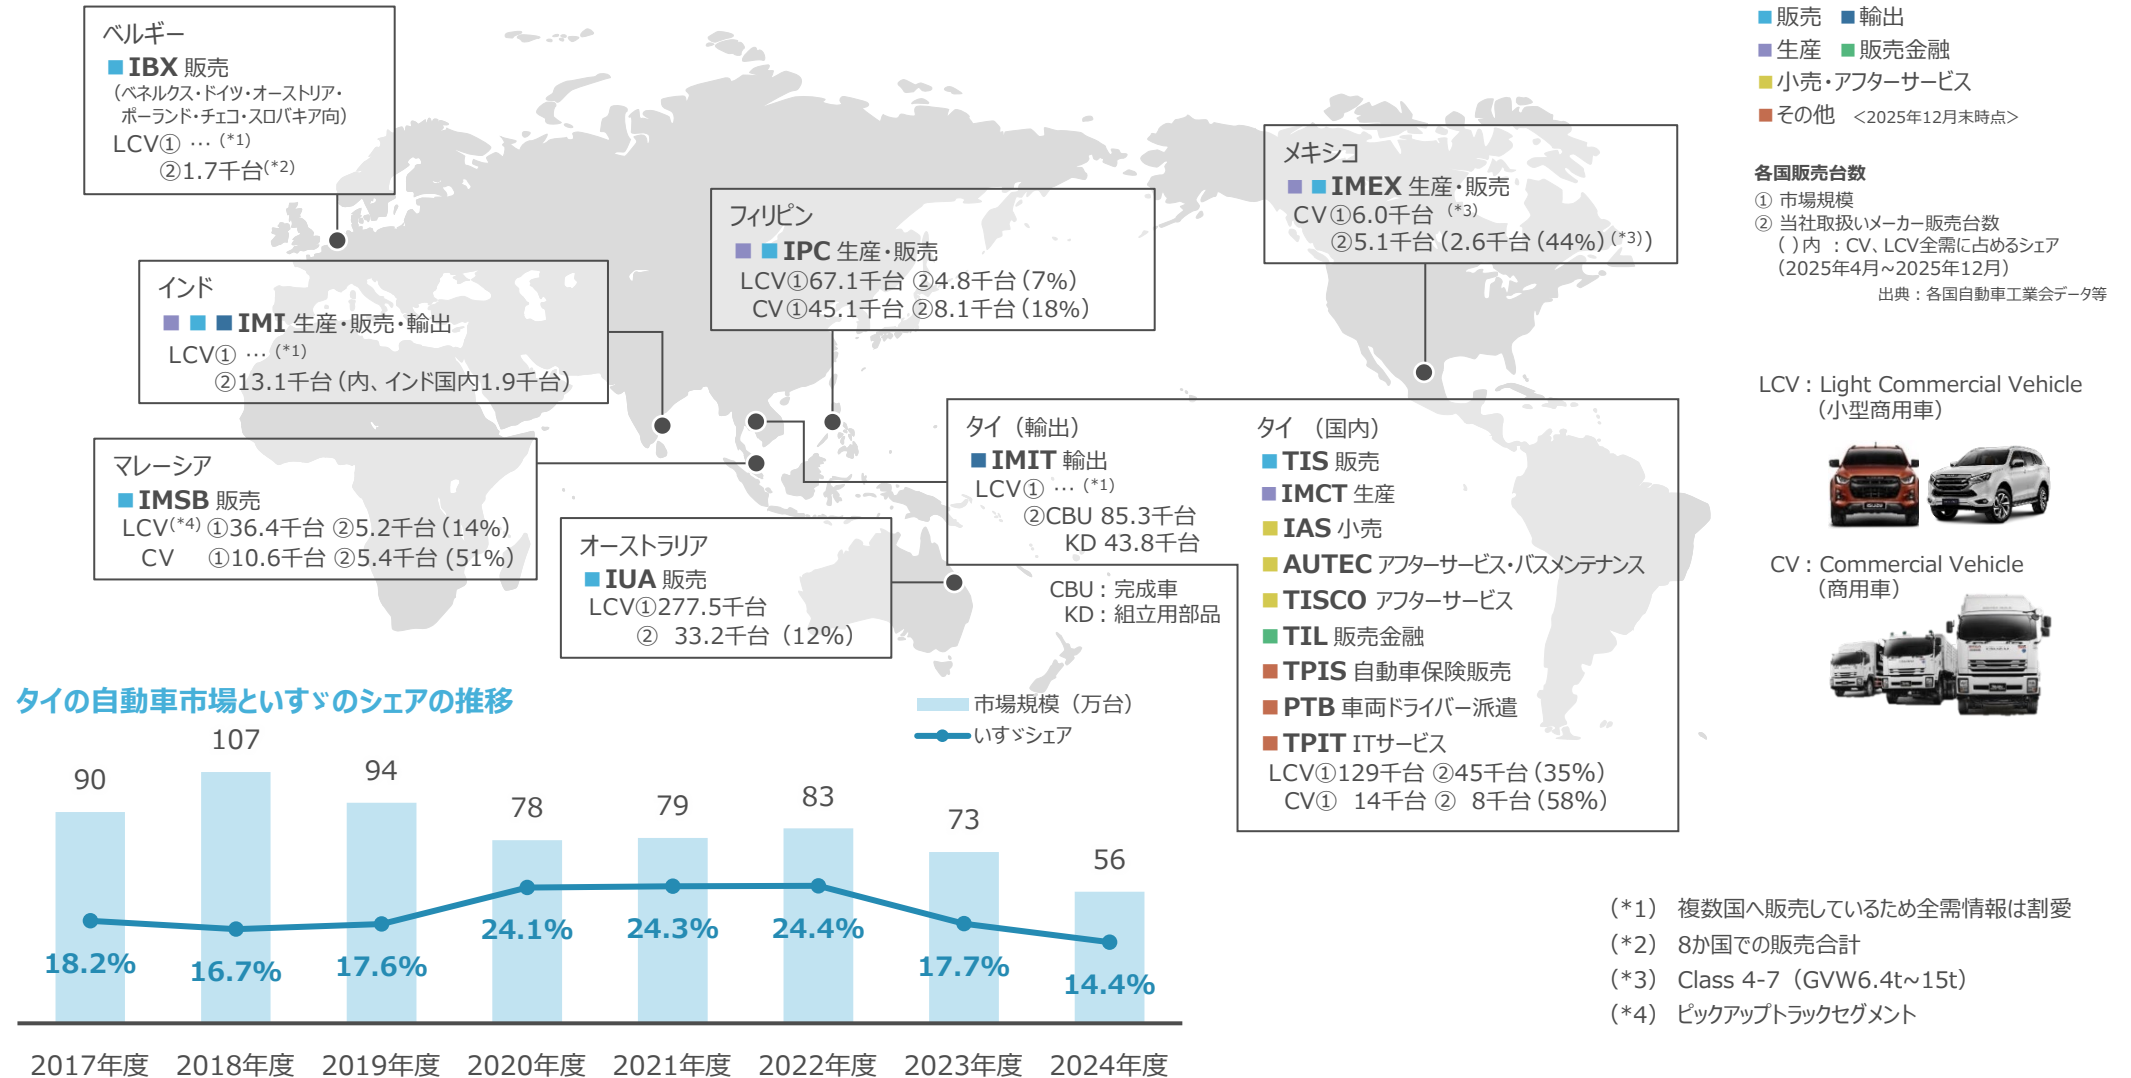 ベルギー
■IBX 販売
（ベネルクス・ドイツ・オーストリア・
ポーランド・チェコ・スロバキア向）
LCV① … (*1)
②1.7千台(*2)
インド
■ ■ ■IMI 生産・販売・輸出
LCV① … (*1)
②13.1千台（内、インド国内1.9千台）
マレーシア
■IMSB 販売
LCV(*4) ①36.4千台 ②5.2千台（14%）
CV ①10.6千台 ②5.4千台（51%）
フィリピン
■ ■IPC 生産・販売
LCV①67.1千台 ②4.8千台（7%）
CV①45.1千台 ②8.1千台（18%）
オーストラリア
■IUA 販売
LCV①277.5千台
② 33.2千台（12%）
メキシコ
■ ■IMEX 生産・販売
CV①6.0千台 (*3)
②5.1千台（2.6千台（44%）(*3)）
タイ（輸出）
■IMIT 輸出
LCV① … (*1)
②CBU 85.3千台
KD 43.8千台
CBU：完成車
KD：組立用部品
タイ（国内）
■TIS 販売
■IMCT 生産
■IAS 小売
■AUTEC アフターサービス・バスメンテナンス
■TISCO アフターサービス
■TIL 販売金融
■TPIS 自動車保険販売
■PTB 車両ドライバー派遣
■TPIT ITサービス
LCV①129千台 ②45千台（35%）
CV① 14千台 ② 8千台（58%）
■販売 ■輸出
■生産 ■販売金融
■小売・アフターサービス
■その他 <2025年12月末時点>
各国販売台数
① 市場規模
② 当社取扱いメーカー販売台数
( )内 ：CV、LCV全需に占めるシェア
（2025年4月~2025年12月）
出典：各国自動車工業会データ等
LCV：Light Commercial Vehicle
（小型商用車）
CV：Commercial Vehicle
（商用車）
タイの自動車市場といすゞのシェアの推移
市場規模（万台）
いすゞシェア
90 107 94 78 79 83 73 56
18.2% 16.7% 17.6% 24.1% 24.3% 24.4% 17.7% 14.4%
2017年度 2018年度 2019年度 2020年度 2021年度 2022年度 2023年度 2024年度
(*1) 複数国へ販売しているため全需情報は割愛
(*2) 8か国での販売合計
(*3) Class 4-7（GVW6.4t~15t）
(*4) ピックアップトラックセグメント